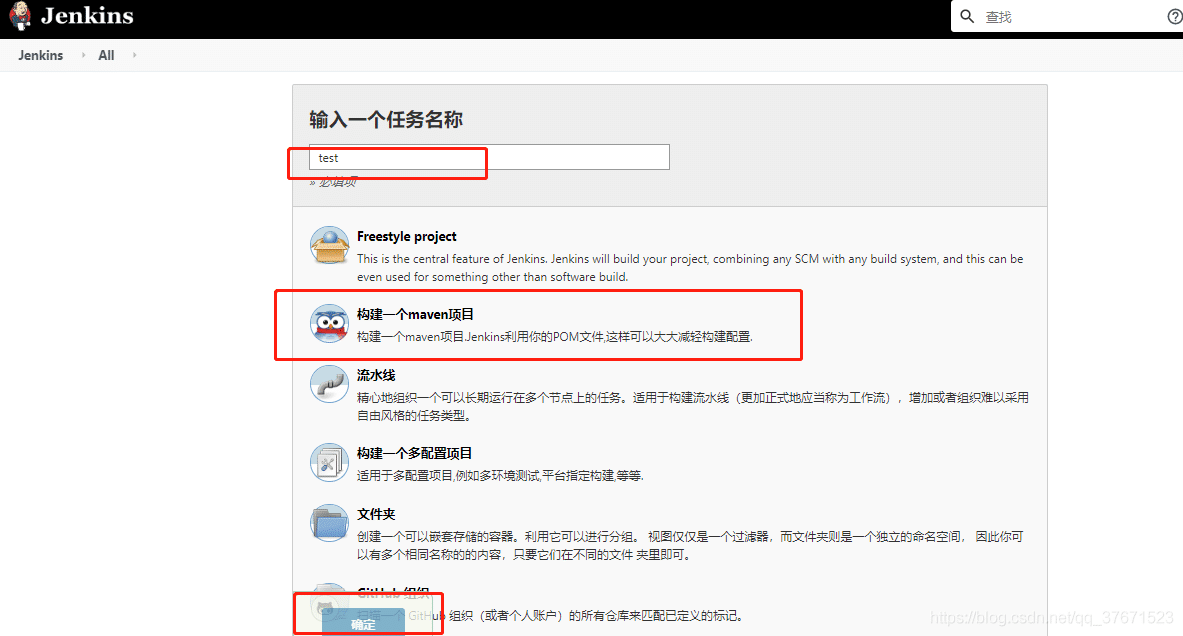 Jenkins
查找
Jenkins
All
输入一个任务名称
test
» 必填项
Freestyle project
This is the central feature of Jenkins. Jenkins will build your project, combining any SCM with any build system, and this can be
even used for something other than software build.
构建一个maven项目
构建一个maven项目.Jenkins利用你的POM文件,这样可以大大减轻构建配置.
流水线
精心地组织一个可以长期运行在多个节点上的任务。适用于构建流水线（更加正式地应当称为工作流），增加或者组织难以采用
自由风格的任务类型。
构建一个多配置项目
适用于多配置项目,例如多环境测试,平台指定构建,等等.
文件夹
创建一个可以嵌套存储的容器。利用它可以进行分组。 视图仅仅是一个过滤器，而文件夹则是一个独立的命名空间， 因此你可
以有多个相同名称的的内容，只要它们在不同的文件 夹里即可。
GitHub 组织
扫描一个 GitHub 组织（或者个人账户）的所有仓库来匹配已定义的标记。
确定
https://blog.csdn.net/qq_37671523